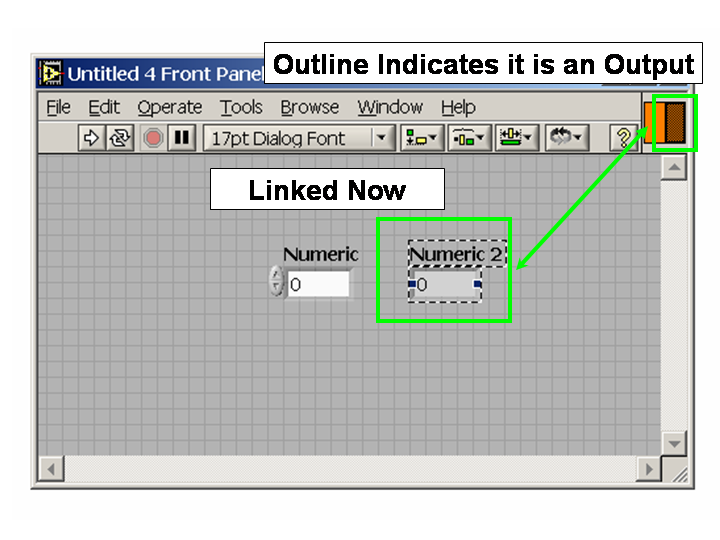 Outline Indicates it is an Output
Untitled 4 Front Panel
File Edit Operate Tools Browse Window Help
17pt Dialog Font
?
Linked Now
Numeric
Numeric 2
0
0